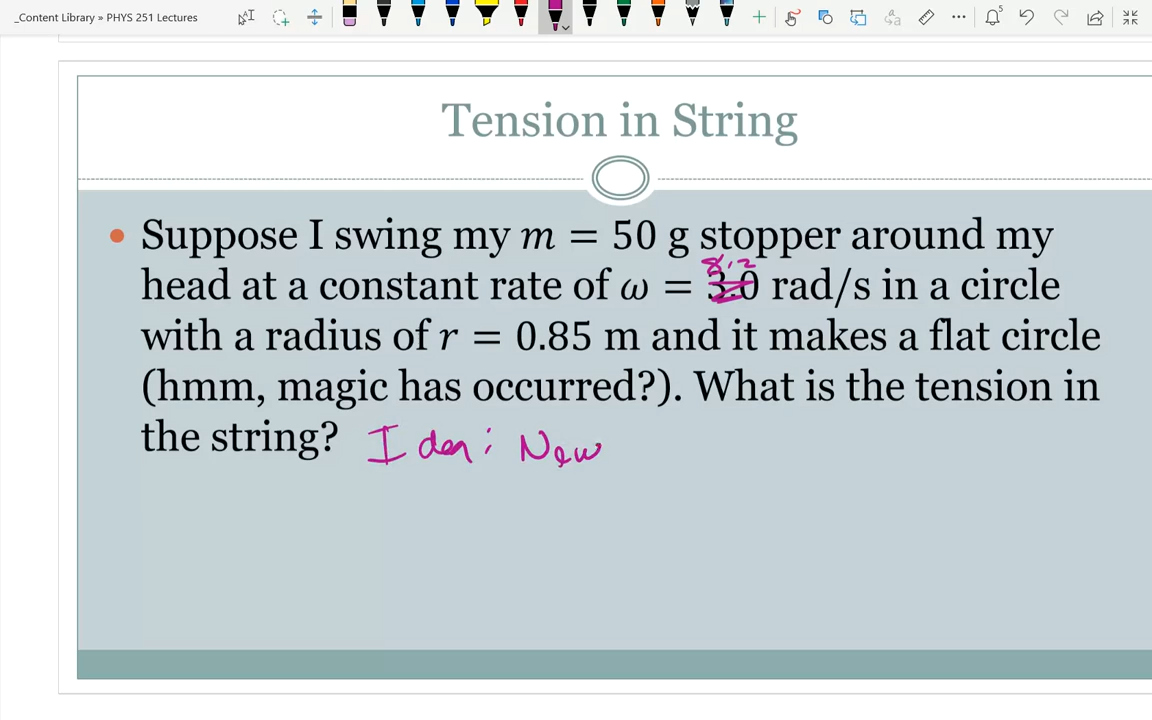 _Content Library » PHYS 251 Lectures
Tension in String
• Suppose I swing my m = 50 g stopper around my
8.2
head at a constant rate of ω = 3.0 rad/s in a circle
with a radius of r = 0.85 m and it makes a flat circle
(hmm, magic has occurred?). What is the tension in
the string? Idea: New